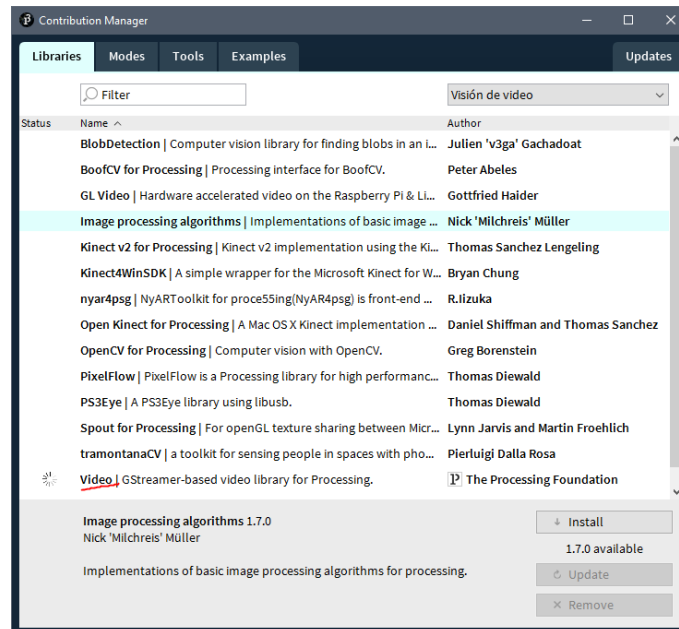 Contribution Manager
Libraries Modes Tools Examples Updates
Filter Visión de video
Status Name Author
BlobDetection | Computer vision library for finding blobs in an i... Julien 'v3ga' Gachadoat
BoofCV for Processing | Processing interface for BoofCV. Peter Abeles
GL Video | Hardware accelerated video on the Raspberry Pi & Li... Gottfried Haider
Image processing algorithms | Implementations of basic image ... Nick 'Milchreis' Müller
Kinect v2 for Processing | Kinect v2 implementation using the Ki... Thomas Sanchez Lengeling
Kinect4WinSDK | A simple wrapper for the Microsoft Kinect for W... Bryan Chung
nyar4psg | NyARToolkit for proce55ing(NyAR4psg) is front-end ... R.Iizuka
Open Kinect for Processing | A Mac OS X Kinect implementation ... Daniel Shiffman and Thomas Sanchez
OpenCV for Processing | Computer vision with OpenCV. Greg Borenstein
PixelFlow | PixelFlow is a Processing library for high performanc... Thomas Diewald
PS3Eye | A PS3Eye library using libusb. Thomas Diewald
Spout for Processing | For openGL texture sharing between Micr... Lynn Jarvis and Martin Froehlich
tramontanaCV | a toolkit for sensing people in spaces with pho... Pierluigi Dalla Rosa
Video | GStreamer-based video library for Processing. The Processing Foundation
Image processing algorithms 1.7.0
Nick 'Milchreis' Müller
Implementations of basic image processing algorithms for processing.
Install
1.7.0 available
Update
Remove